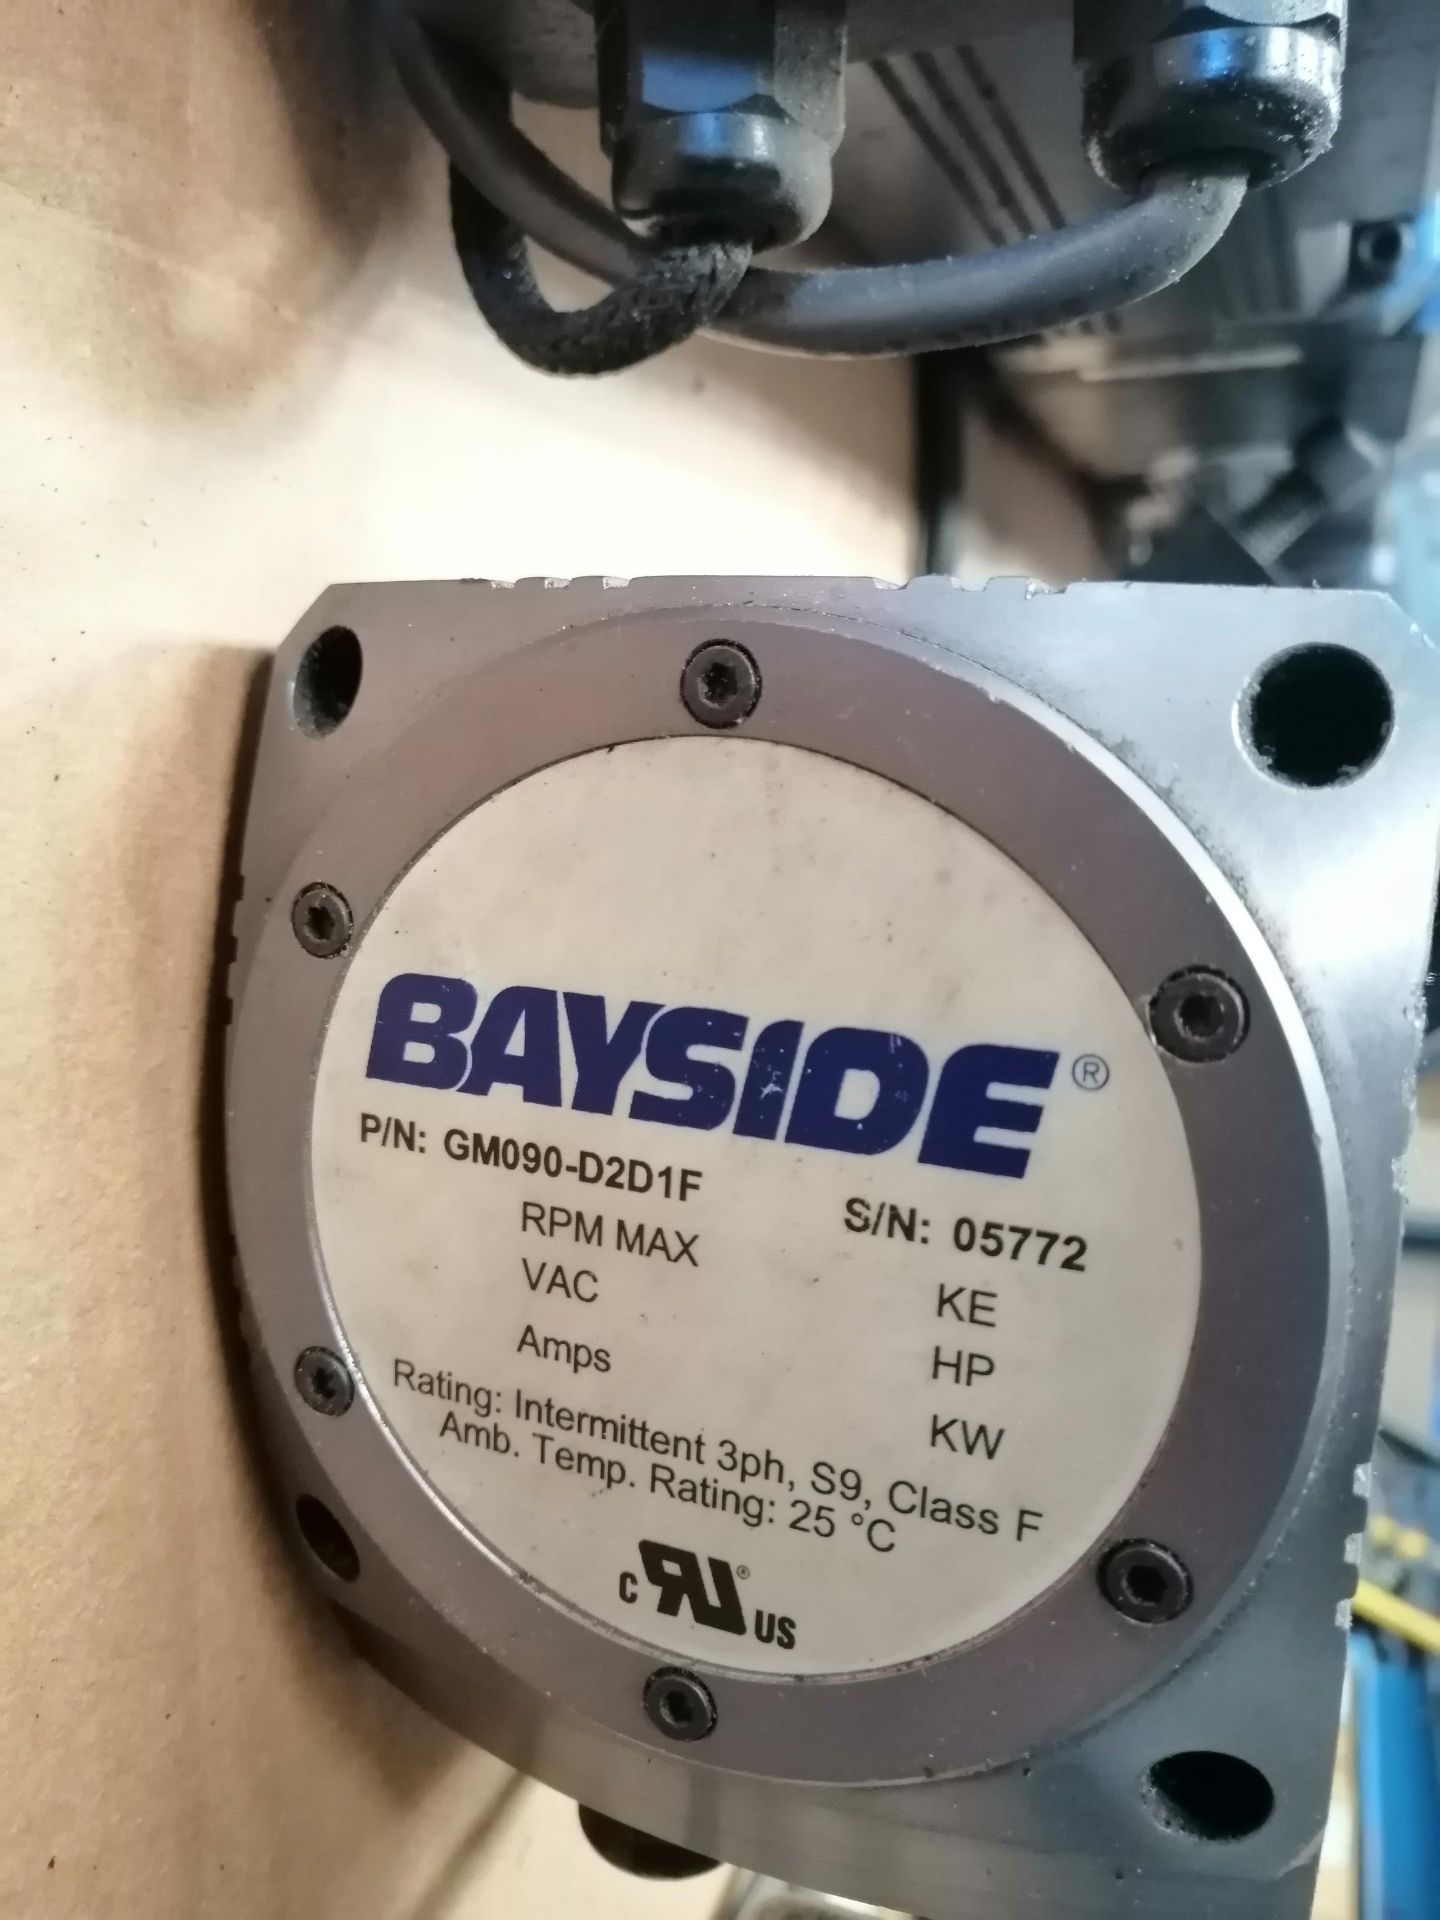 BAYSIDE®
P/N: GM090-D2D1F S/N: 05772
RPM MAX KE
VAC HP
Amps KW
Rating: Intermittent 3ph, S9, Class F
Amb. Temp. Rating: 25 °C
c RU® US